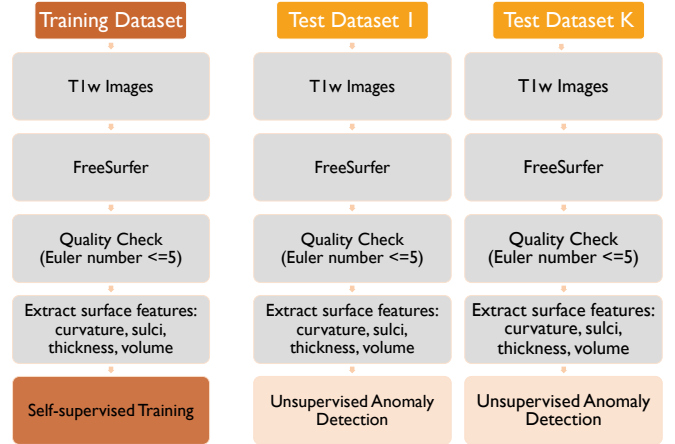 Training Dataset
T1w Images
FreeSurfer
Quality Check
(Euler number <=5)
Extract surface features:
curvature, sulci,
thickness, volume
Self-supervised Training
Test Dataset 1
T1w Images
FreeSurfer
Quality Check
(Euler number <=5)
Extract surface features:
curvature, sulci,
thickness, volume
Unsupervised Anomaly
Detection
Test Dataset K
T1w Images
FreeSurfer
Quality Check
(Euler number <=5)
Extract surface features:
curvature, sulci,
thickness, volume
Unsupervised Anomaly
Detection